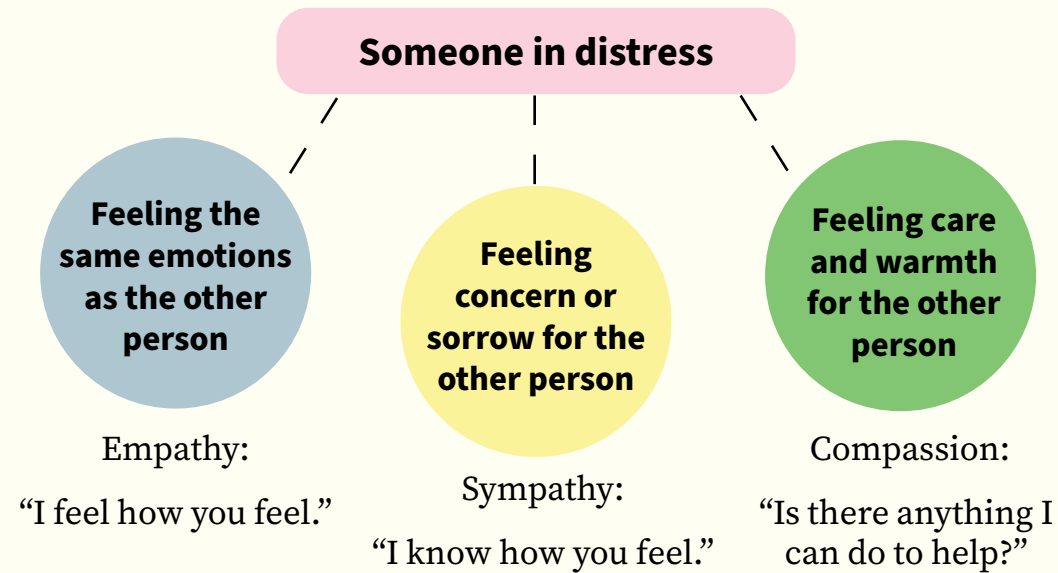 Someone in distress
Feeling the
same emotions
as the other
person
Empathy:
“I feel how you feel.”
Feeling
concern or
sorrow for the
other person
Sympathy:
“I know how you feel.”
Feeling care
and warmth
for the other
person
Compassion:
“Is there anything I
can do to help?”